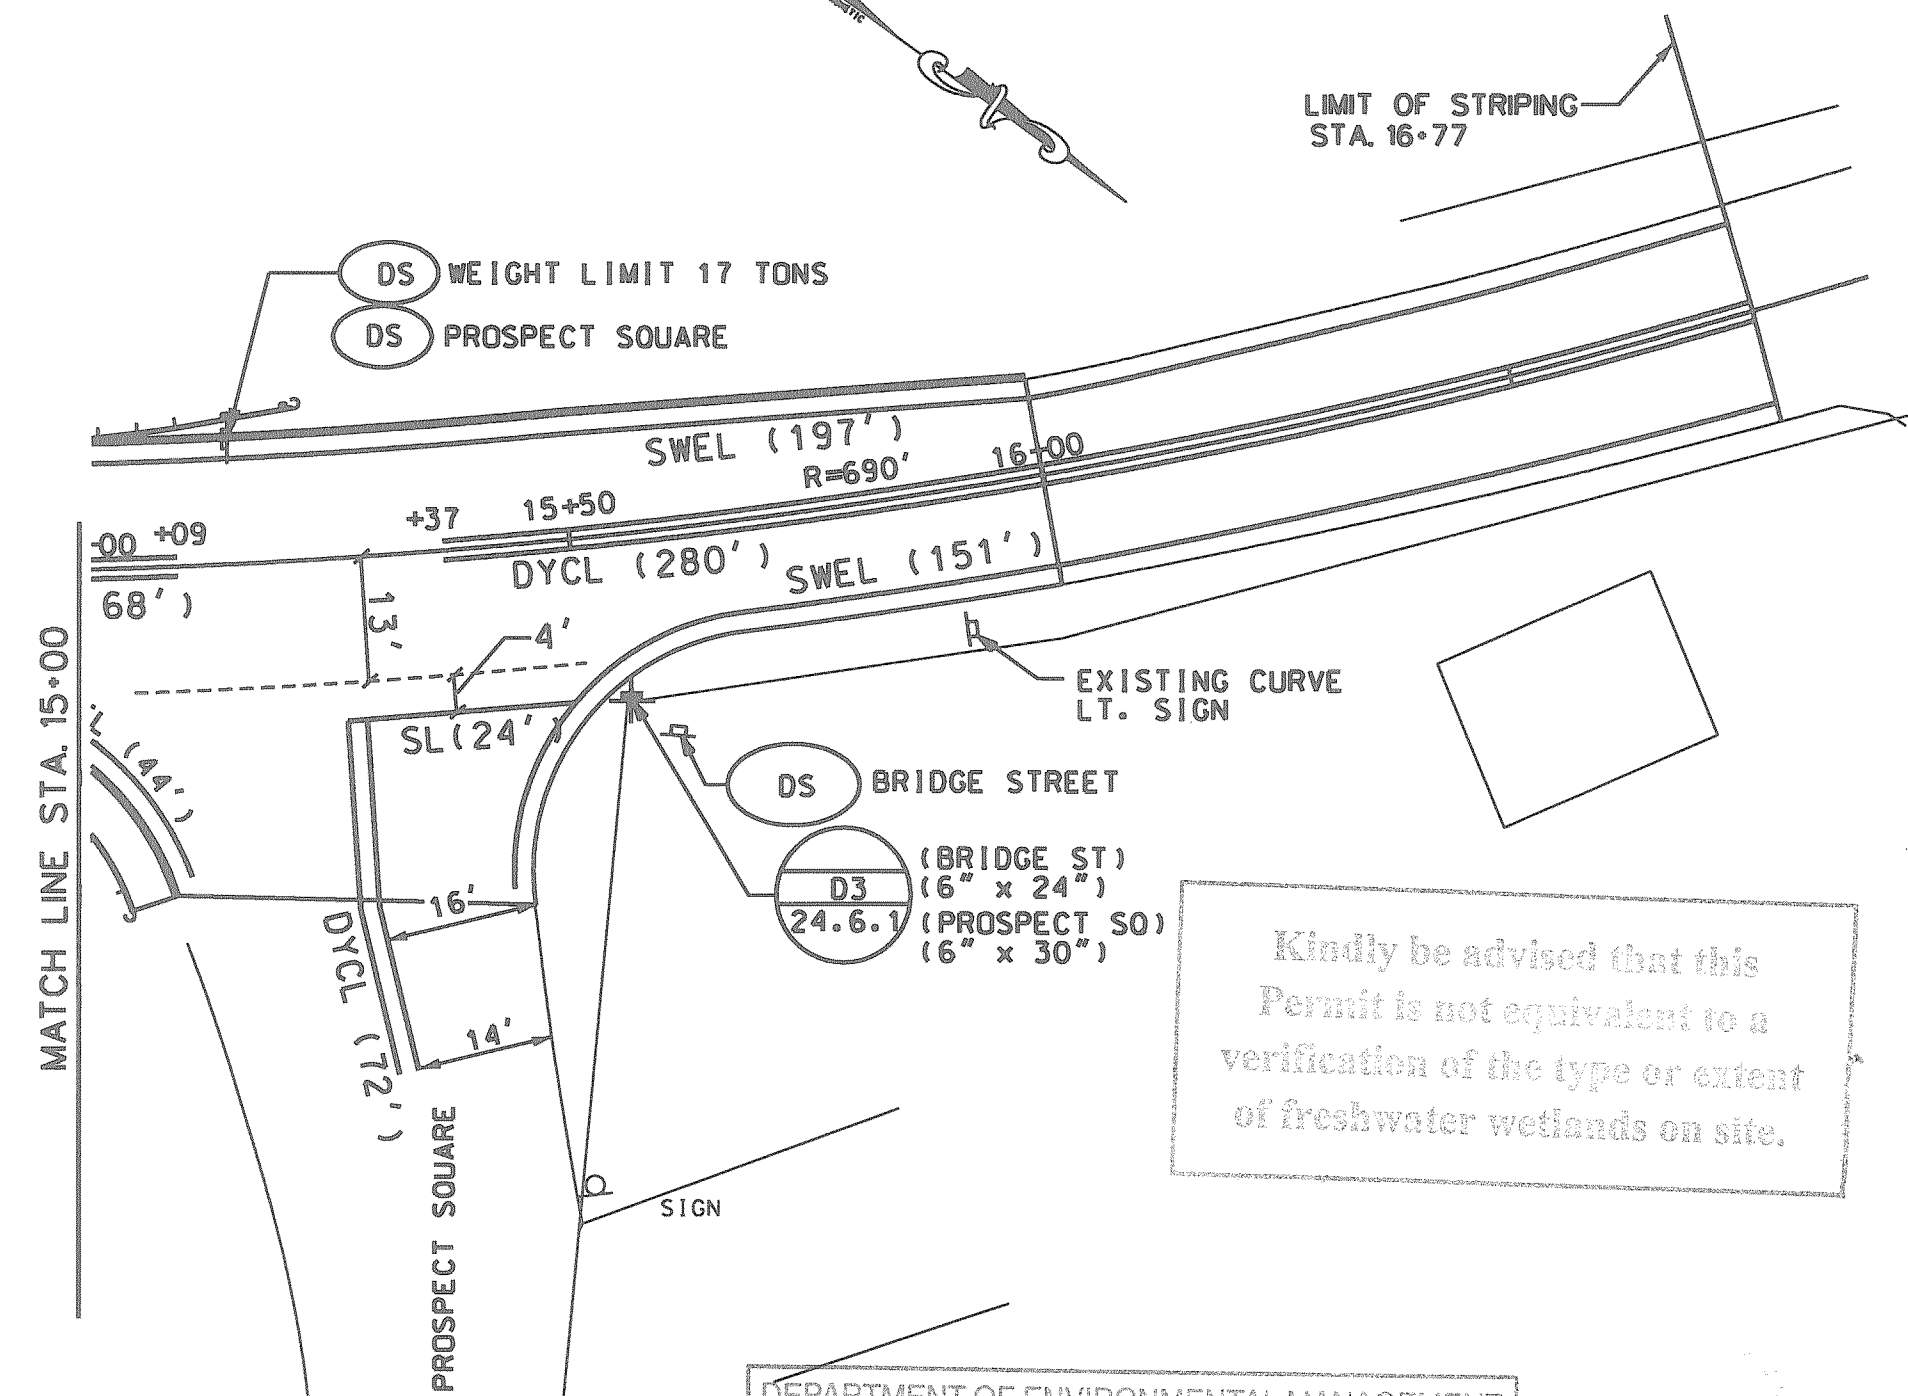 LIMIT OF STRIPING
STA. 16+77
DS WEIGHT LIMIT 17 TONS
DS PROSPECT SQUARE
SWEL (197')
R=690'
16+00
15+50
+37
+09
-00
68')
DYCL (280')
SWEL (151')
13'
4'
SL(24')
EXISTING CURVE
LT. SIGN
DS BRIDGE STREET
(44')
D3
24.6.1
(BRIDGE ST)
(6" x 24")
(PROSPECT SQ)
(6" x 30")
16'
14'
DYCL (72')
MATCH LINE STA. 15+00
PROSPECT SQUARE
SIGN
Kindly be advised that this
Permit is not equivalent to a
verification of the type or extent
of freshwater wetlands on site.
DEPARTMENT OF ENVIRONMENTAL MANAGEMENT